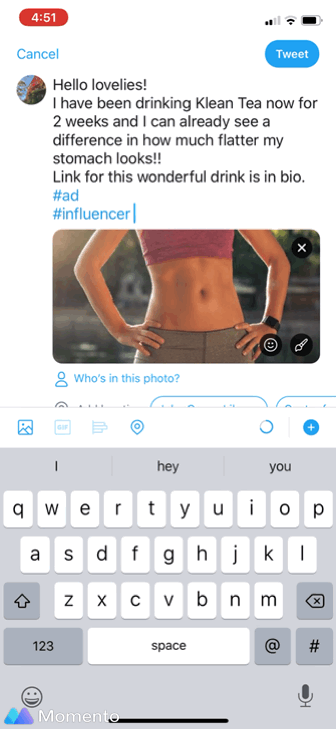 4:51
Cancel
Tweet
Hello lovelies!
I have been drinking Klean Tea now for
2 weeks and I can already see a
difference in how much flatter my
stomach looks!!
Link for this wonderful drink is in bio.
#ad
#influencer
Who's in this photo?
GIF
I hey you
q w e r t y u i o p
a s d f g h j k l
z x c v b n m
123 space @ #
Momento